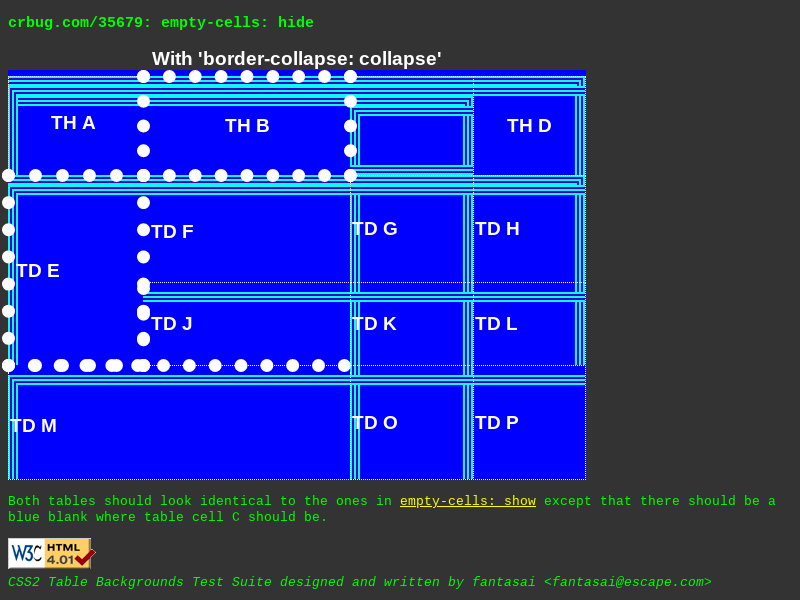 crbug.com/35679: empty-cells: hide
With 'border-collapse: collapse'
TH A TH B TH D
TD E TD F TD G TD H
TD J TD K TD L
TD M TD O TD P
Both tables should look identical to the ones in empty-cells: show except that there should be a
blue blank where table cell C should be.
W3C HTML 4.01
CSS2 Table Backgrounds Test Suite designed and written by fantasai <fantasai@escape.com>